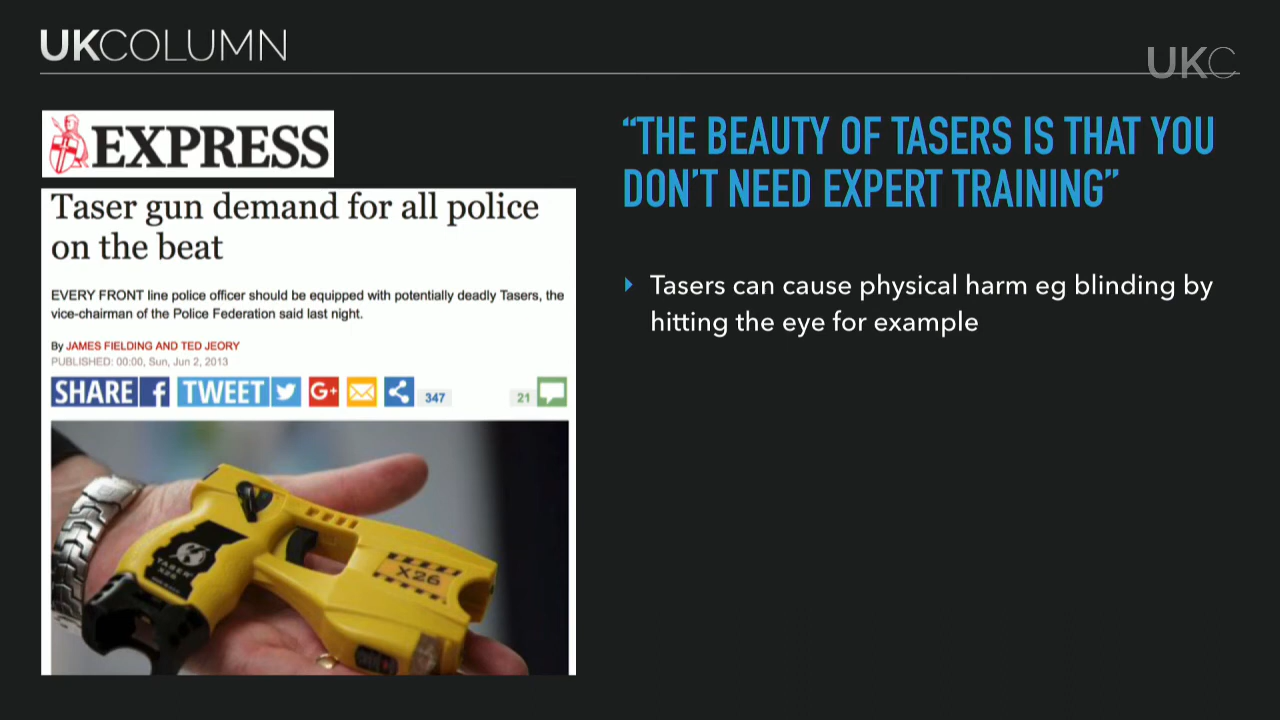 UKCOLUMN
UKC
EXPRESS
Taser gun demand for all police
on the beat
EVERY FRONT line police officer should be equipped with potentially deadly Tasers, the
vice-chairman of the Police Federation said last night.
By JAMES FIELDING AND TED JEORY
PUBLISHED: 00:00, Sun, Jun 2, 2013
SHARE f TWEET G+ 347 21
TASER
X26
X26
“THE BEAUTY OF TASERS IS THAT YOU
DON’T NEED EXPERT TRAINING”
Tasers can cause physical harm eg blinding by
hitting the eye for example